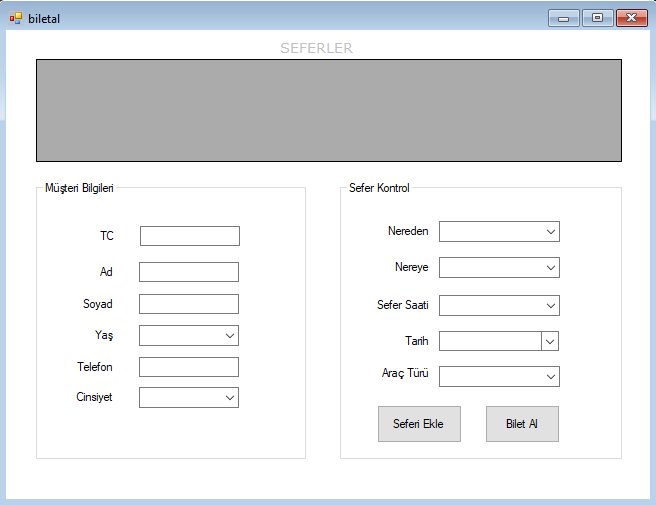 biletal
SEFERLER
Müşteri Bilgileri
TC
Ad
Soyad
Yaş
Telefon
Cinsiyet
Sefer Kontrol
Nereden
Nereye
Sefer Saati
Tarih
Araç Türü
Seferi Ekle
Bilet Al